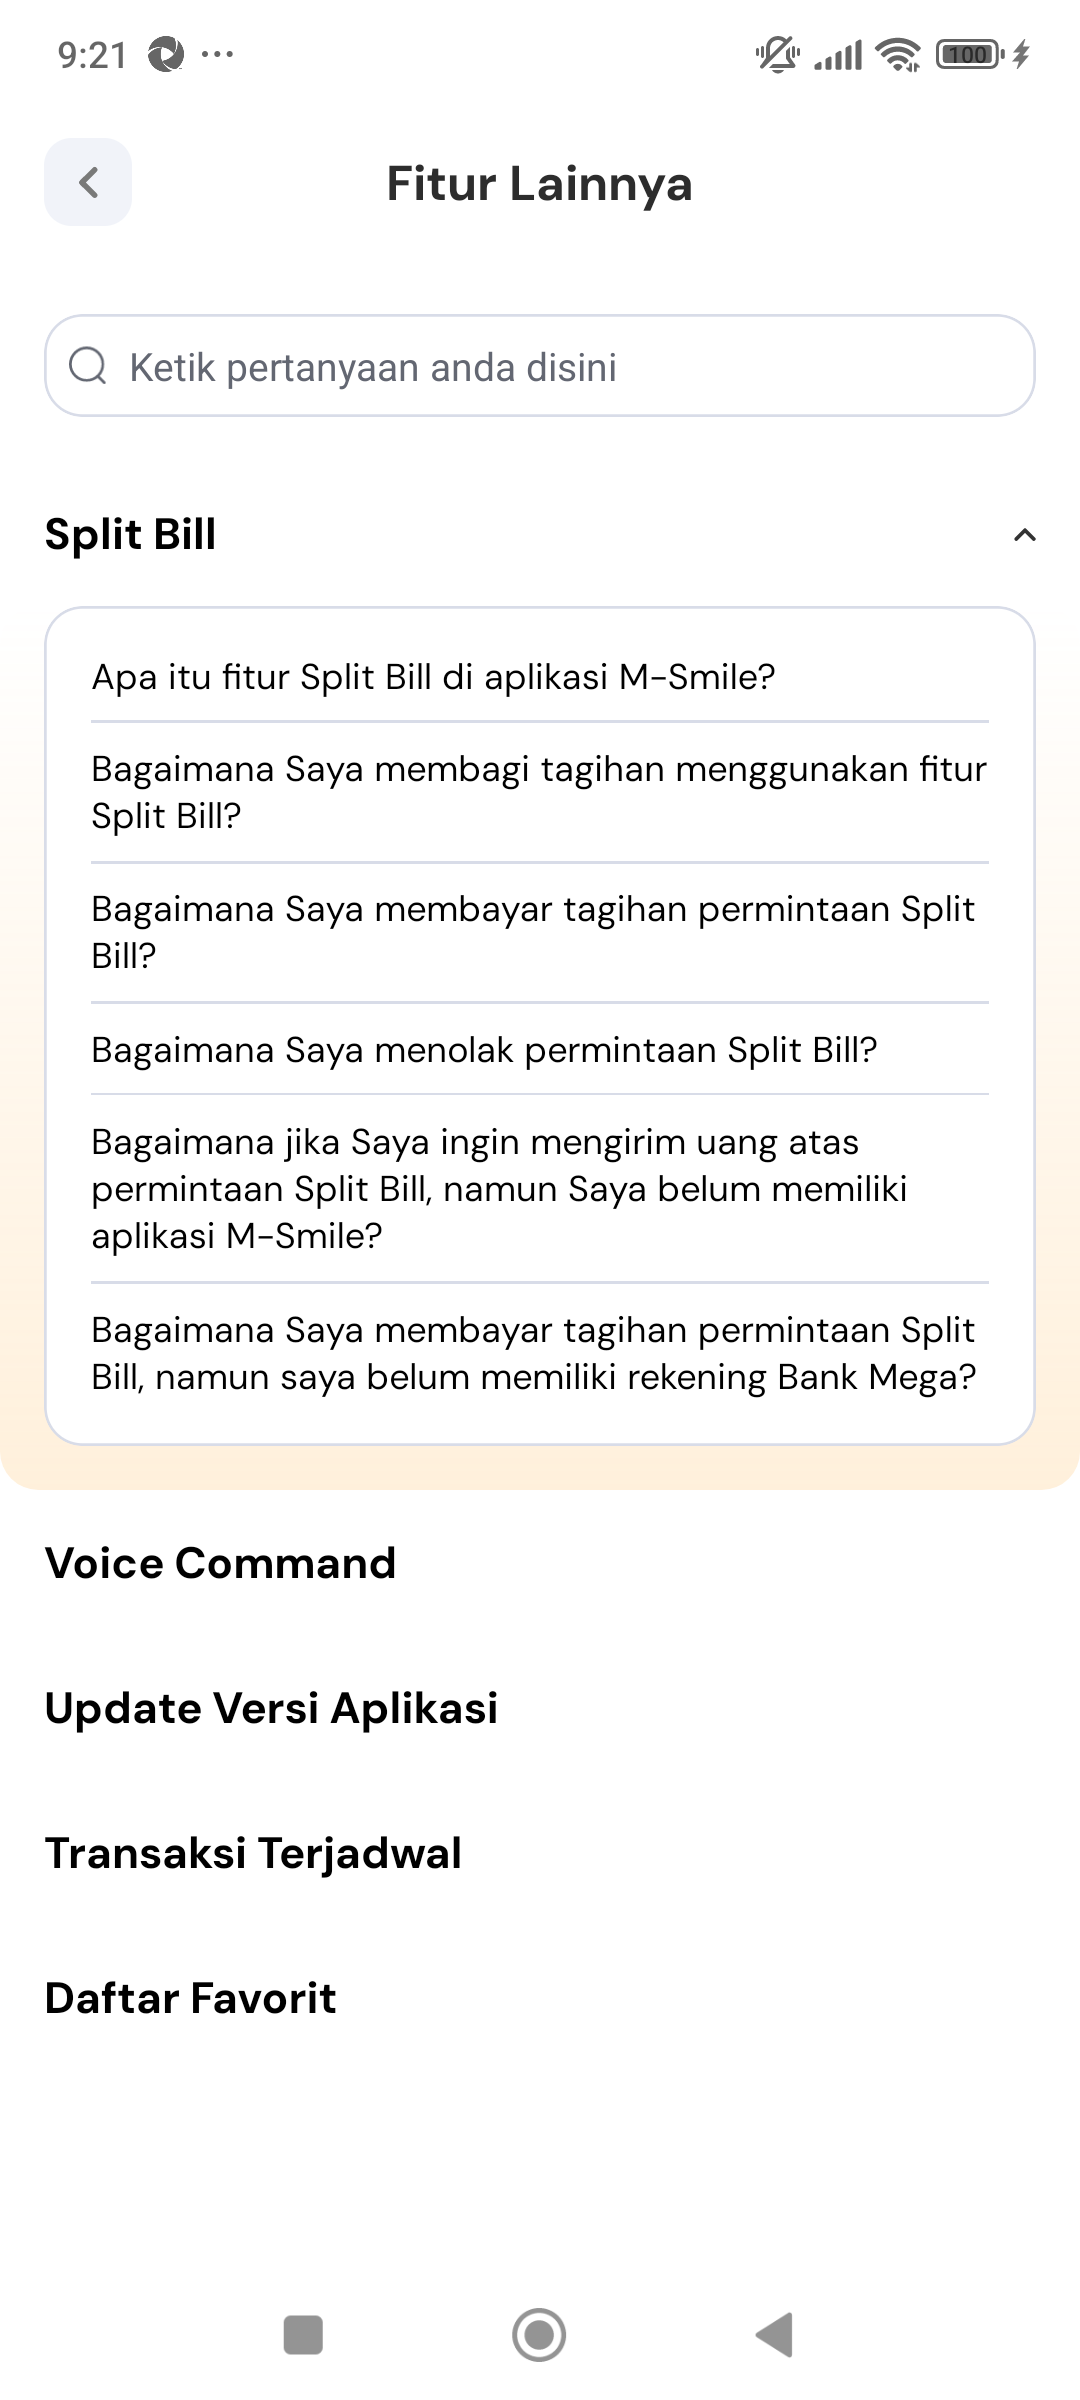 9:21
100
Fitur Lainnya
Ketik pertanyaan anda disini
Split Bill
Apa itu fitur Split Bill di aplikasi M-Smile?
Bagaimana Saya membagi tagihan menggunakan fitur
Split Bill?
Bagaimana Saya membayar tagihan permintaan Split
Bill?
Bagaimana Saya menolak permintaan Split Bill?
Bagaimana jika Saya ingin mengirim uang atas
permintaan Split Bill, namun Saya belum memiliki
aplikasi M-Smile?
Bagaimana Saya membayar tagihan permintaan Split
Bill, namun saya belum memiliki rekening Bank Mega?
Voice Command
Update Versi Aplikasi
Transaksi Terjadwal
Daftar Favorit